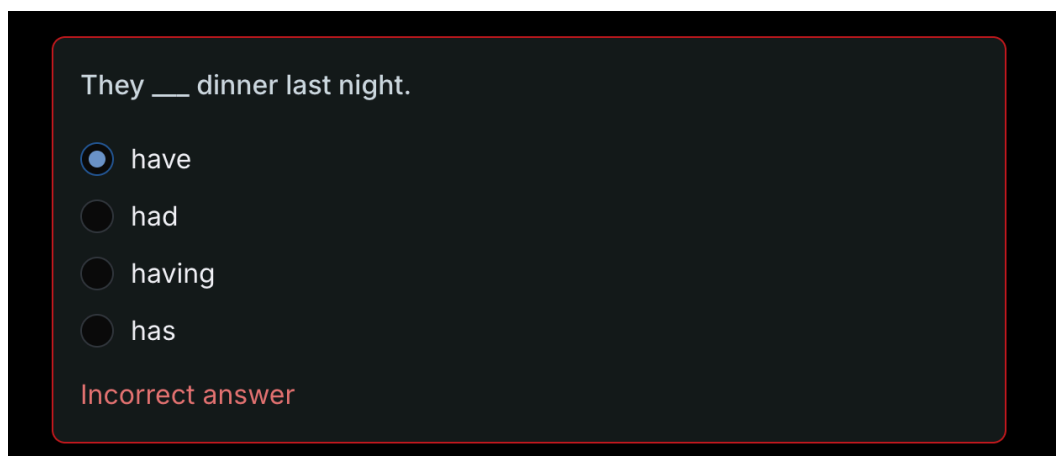 They ___ dinner last night.
have
had
having
has
Incorrect answer